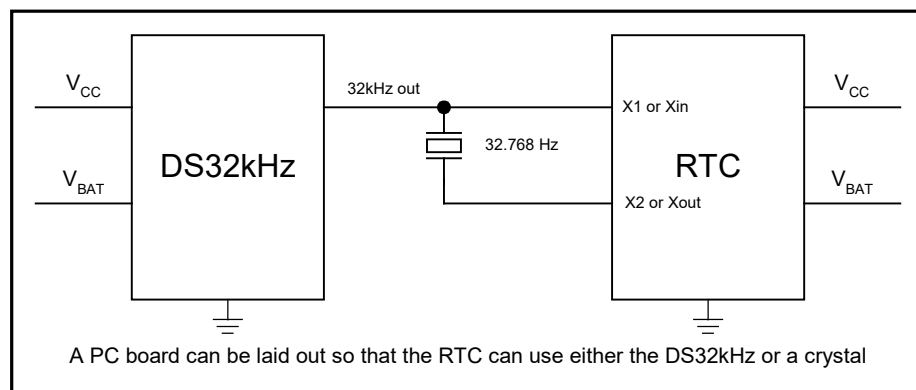 V_CC
V_BAT
DS32kHz
32kHz out
32.768 Hz
X1 or Xin
X2 or Xout
RTC
V_CC
V_BAT
A PC board can be laid out so that the RTC can use either the DS32kHz or a crystal